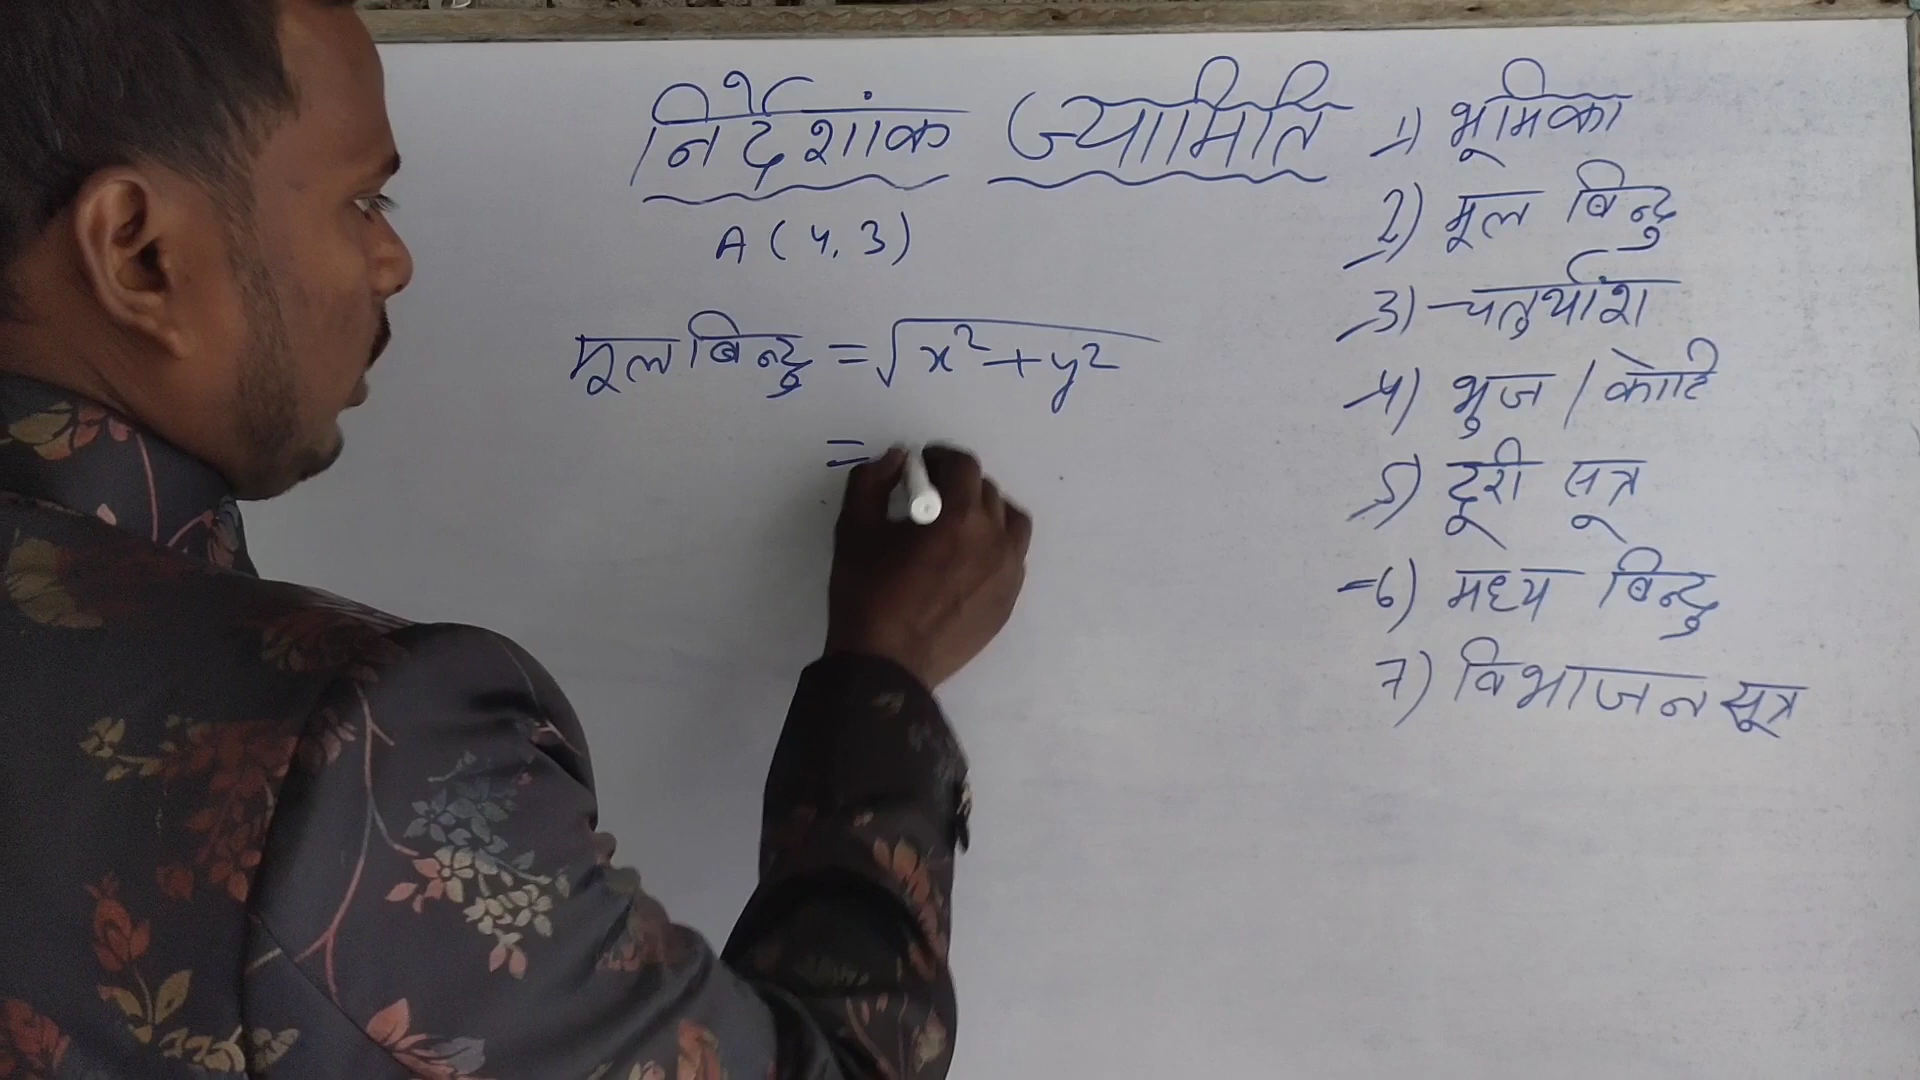 निर्देशांक ज्यामिति
A (4, 3)
मूल बिन्दु = √x²+y²
=
1) भूमिका
2) मूल बिन्दु
3) चतुर्थांश
4) भुज / कोटि
5) दूरी सूत्र
6) मध्य बिन्दु
7) विभाजन सूत्र